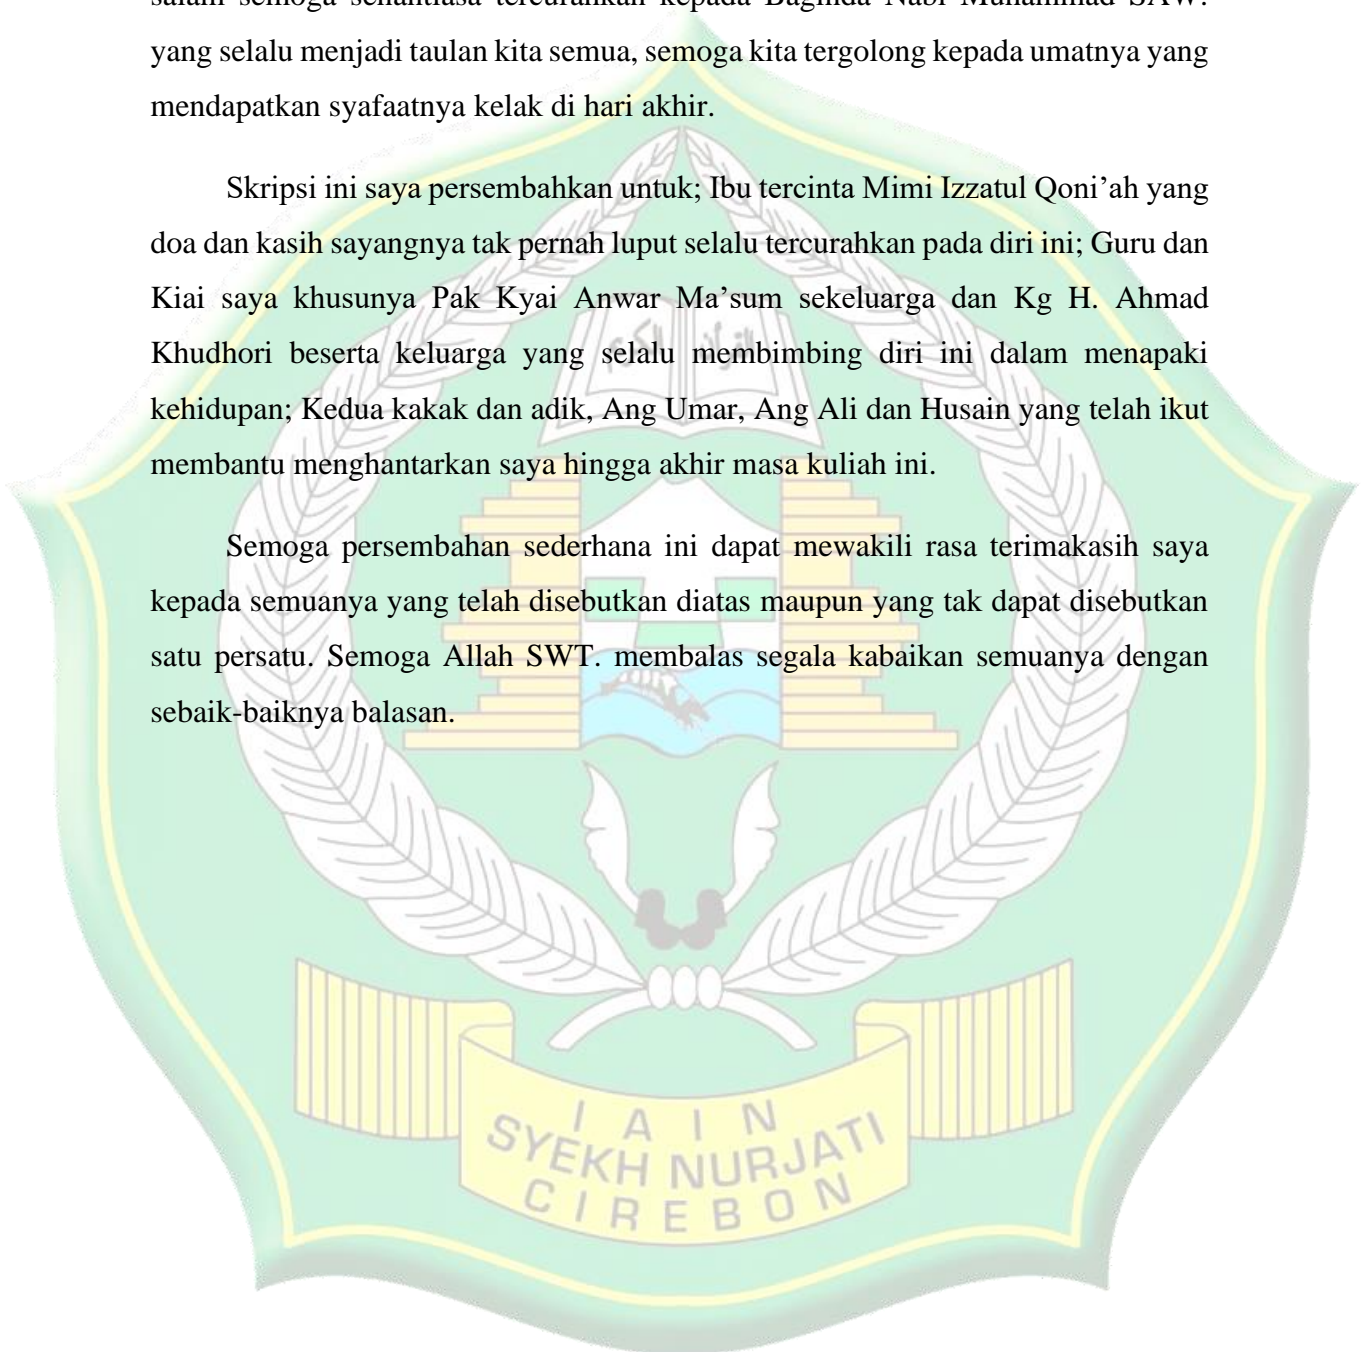 salam semoga senantiasa tercurahkan kepada Baginda Nabi Muhammad SAW.
yang selalu menjadi taulan kita semua, semoga kita tergolong kepada umatnya yang
mendapatkan syafaatnya kelak di hari akhir.
Skripsi ini saya persembahkan untuk; Ibu tercinta Mimi Izzatul Qoni’ah yang
doa dan kasih sayangnya tak pernah luput selalu tercurahkan pada diri ini; Guru dan
Kiai saya khusunya Pak Kyai Anwar Ma’sum sekeluarga dan Kg H. Ahmad
Khudhori beserta keluarga yang selalu membimbing diri ini dalam menapaki
kehidupan; Kedua kakak dan adik, Ang Umar, Ang Ali dan Husain yang telah ikut
membantu menghantarkan saya hingga akhir masa kuliah ini.
Semoga persembahan sederhana ini dapat mewakili rasa terimakasih saya
kepada semuanya yang telah disebutkan diatas maupun yang tak dapat disebutkan
satu persatu. Semoga Allah SWT. membalas segala kabaikan semuanya dengan
sebaik-baiknya balasan.
القرآن الكريم
IAIN
SYEKH NURJATI
CIREBON